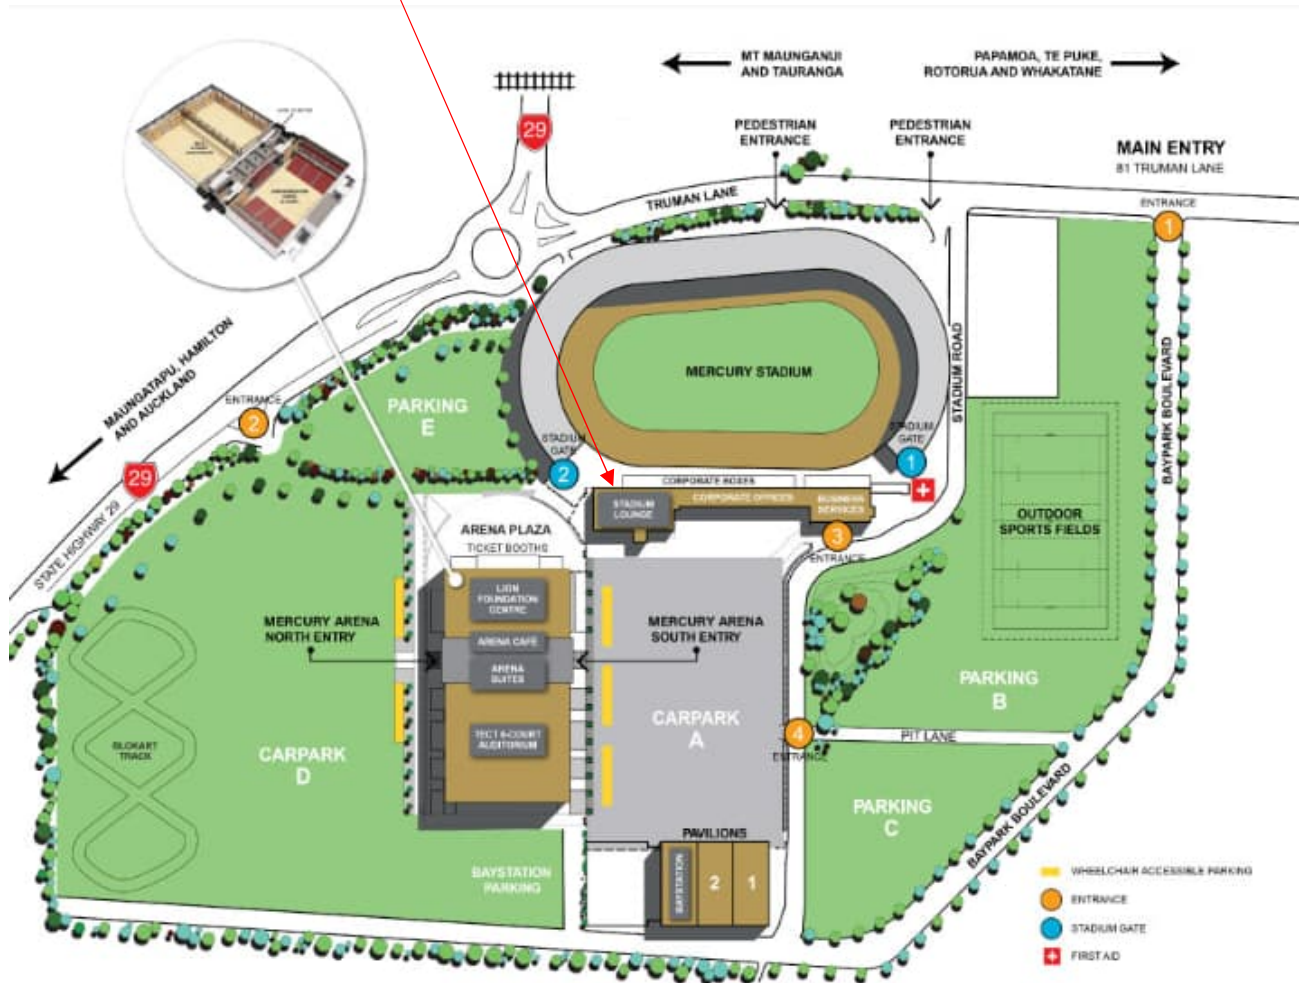 MT MAUNGANUI
AND TAURANGA
PAPAMOA, TE PUKE,
ROTORUA AND WHAKATANE
29
PEDESTRIAN
ENTRANCE
PEDESTRIAN
ENTRANCE
MAIN ENTRY
81 TRUMAN LANE
ENTRANCE
1
TRUMAN LANE
STADIUM ROAD
BAYPARK BOULEVARD
MERCURY STADIUM
MAUNGATAPU, HAMILTON
AND AUCKLAND
ENTRANCE
2
PARKING
E
29
STATE HIGHWAY 29
STADIUM
GATE
2
STADIUM
GATE
1
CORPORATE BOXES
STADIUM
LOUNGE
CORPORATE OFFICES
BUSINESS
SERVICES
3
ENTRANCE
OUTDOOR
SPORTS FIELDS
ARENA PLAZA
TICKET BOOTHS
LION
FOUNDATION
CENTRE
ARENA CAFE
ARENA
SUITES
MERCURY ARENA
NORTH ENTRY
MERCURY ARENA
SOUTH ENTRY
TECT 6-COURT
AUDITORIUM
CARPARK
A
PARKING
B
4
ENTRANCE
PIT LANE
BLOKART
TRACK
CARPARK
D
PARKING
C
BAYPARK BOULEVARD
PAVILIONS
BAYSTATION
2
1
BAYSTATION
PARKING
WHEELCHAIR ACCESSIBLE PARKING
ENTRANCE
STADIUM GATE
FIRST AID